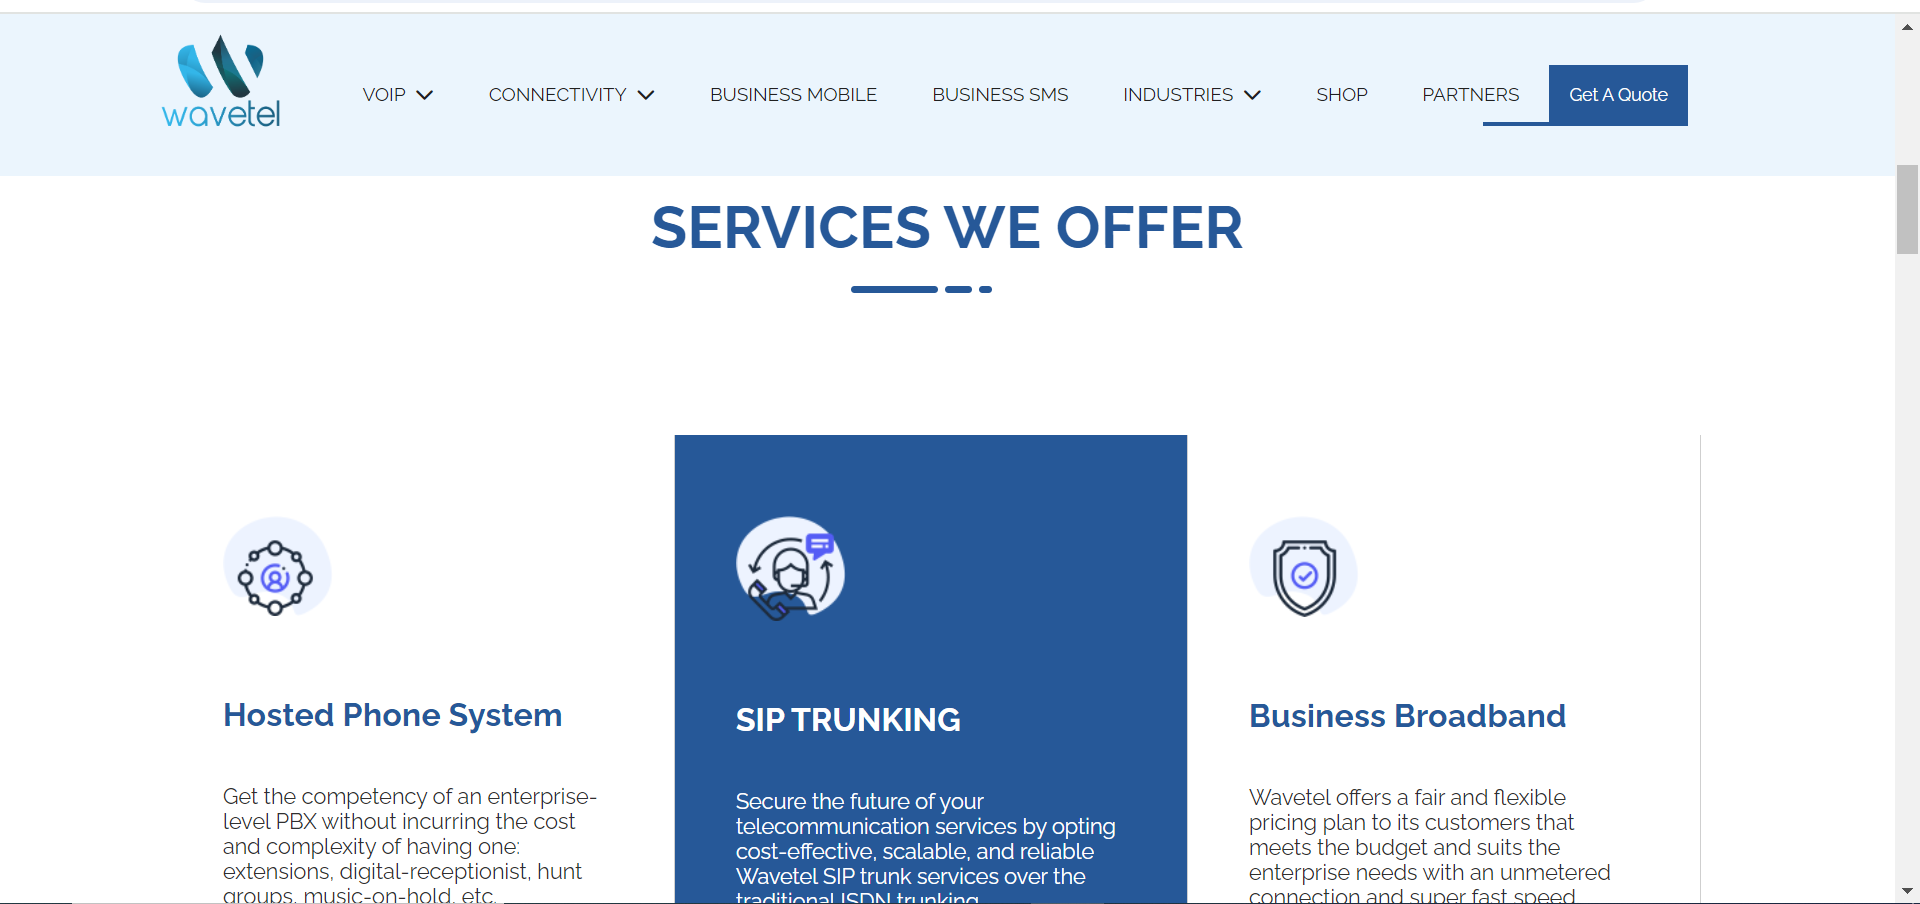 wavetel
VOIP
CONNECTIVITY
BUSINESS MOBILE
BUSINESS SMS
INDUSTRIES
SHOP
PARTNERS
Get A Quote
SERVICES WE OFFER
Hosted Phone System
Get the competency of an enterprise-
level PBX without incurring the cost
and complexity of having one:
extensions, digital-receptionist, hunt
groups, music-on-hold, etc.
SIP TRUNKING
Secure the future of your
telecommunication services by opting
cost-effective, scalable, and reliable
Wavetel SIP trunk services over the
traditional ISDN trunking.
Business Broadband
Wavetel offers a fair and flexible
pricing plan to its customers that
meets the budget and suits the
enterprise needs with an unmetered
connection and super fast speed